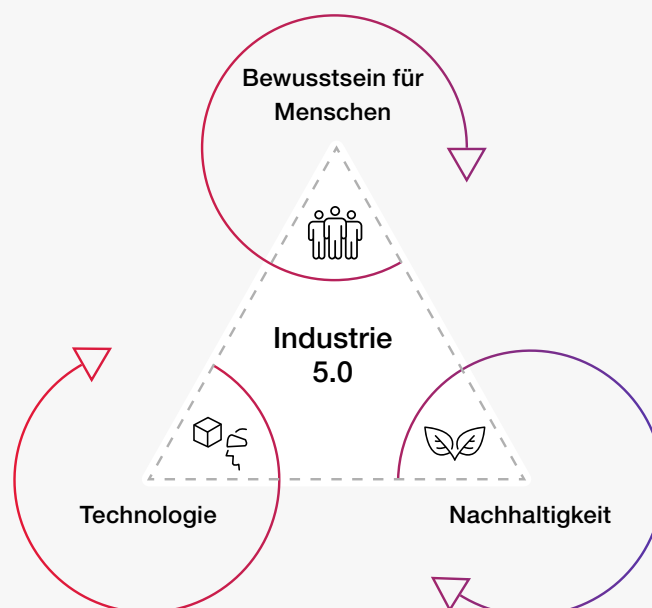 Bewusstsein für
Menschen
Industrie
5.0
Technologie
Nachhaltigkeit